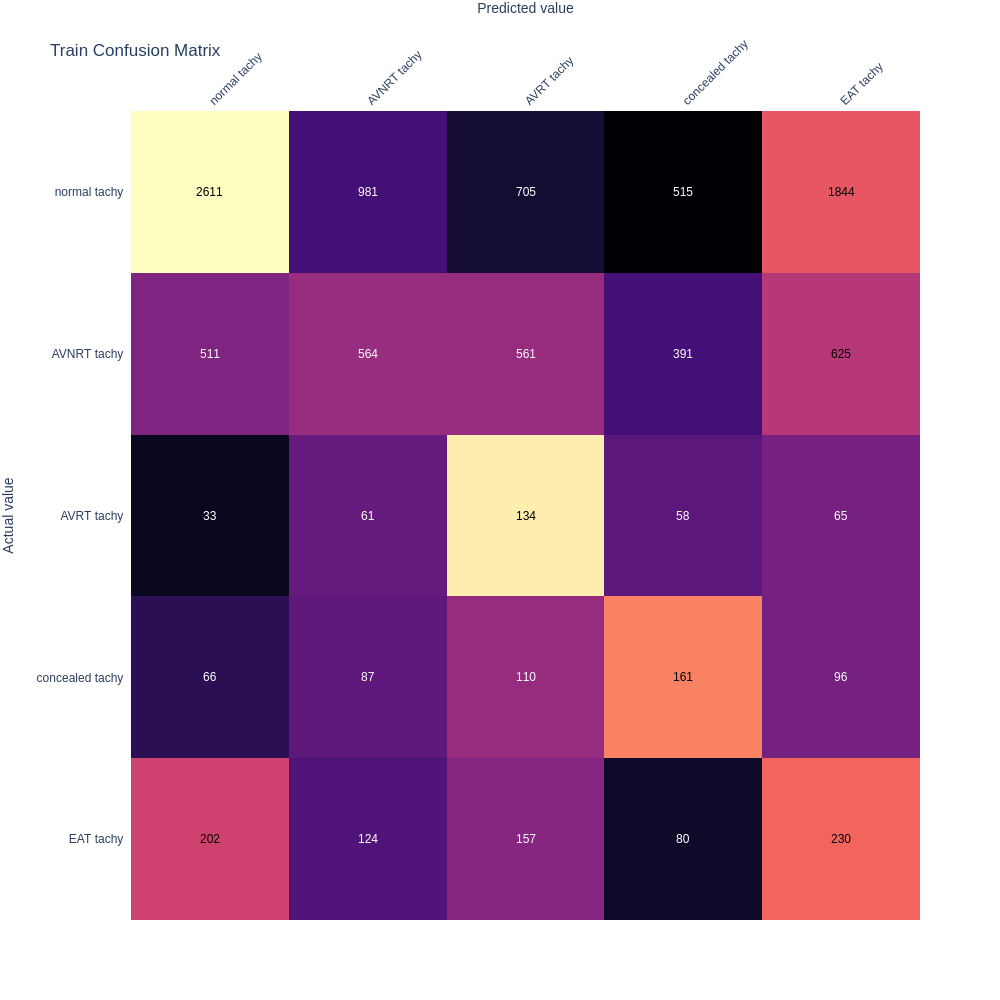 Predicted value
Train Confusion Matrix
normal tachy AVNRT tachy AVRT tachy concealed tachy EAT tachy
normal tachy 2611 981 705 515 1844
AVNRT tachy 511 564 561 391 625
Actual value
AVRT tachy 33 61 134 58 65
concealed tachy 66 87 110 161 96
EAT tachy 202 124 157 80 230